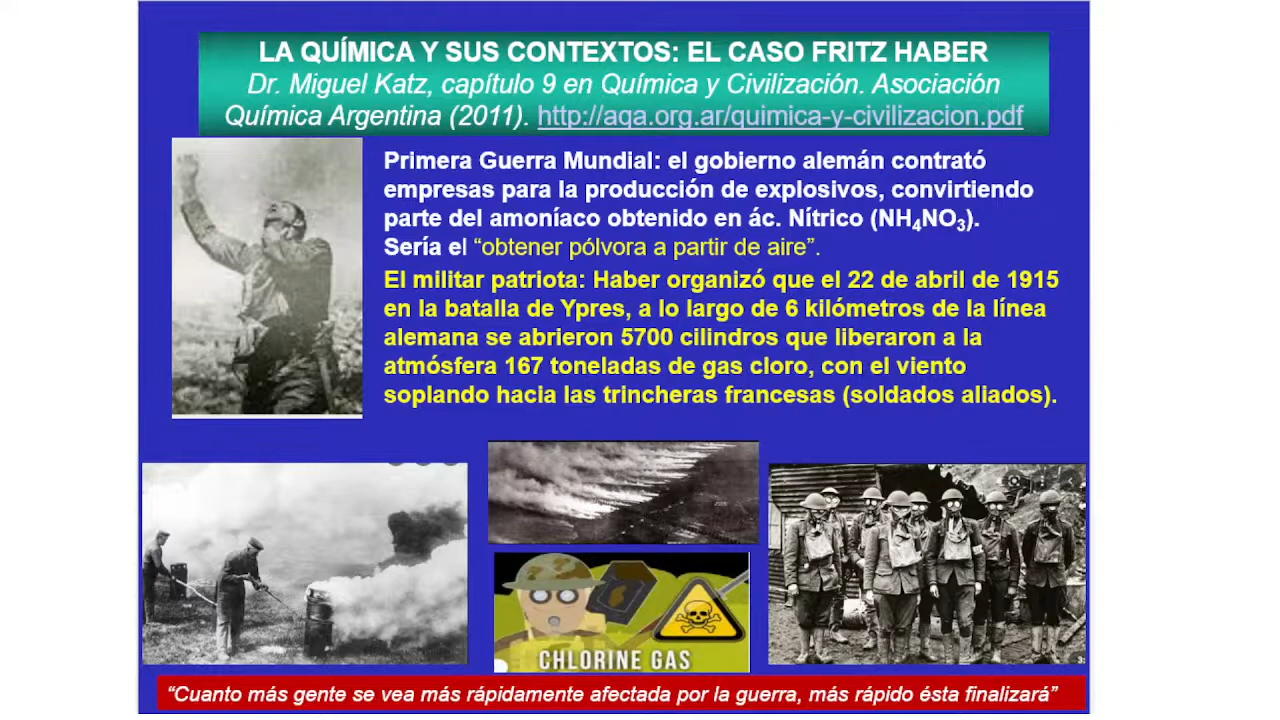 LA QUÍMICA Y SUS CONTEXTOS: EL CASO FRITZ HABER
Dr. Miguel Katz, capítulo 9 en Química y Civilización. Asociación
Química Argentina (2011). http://aqa.org.ar/quimica-y-civilizacion.pdf
Primera Guerra Mundial: el gobierno alemán contrató
empresas para la producción de explosivos, convirtiendo
parte del amoníaco obtenido en ác. Nítrico (NH₄NO₃).
Sería el “obtener pólvora a partir de aire”.
El militar patriota: Haber organizó que el 22 de abril de 1915
en la batalla de Ypres, a lo largo de 6 kilómetros de la línea
alemana se abrieron 5700 cilindros que liberaron a la
atmósfera 167 toneladas de gas cloro, con el viento
soplando hacia las trincheras francesas (soldados aliados).
CHLORINE GAS
“Cuanto más gente se vea más rápidamente afectada por la guerra, más rápido ésta finalizará”